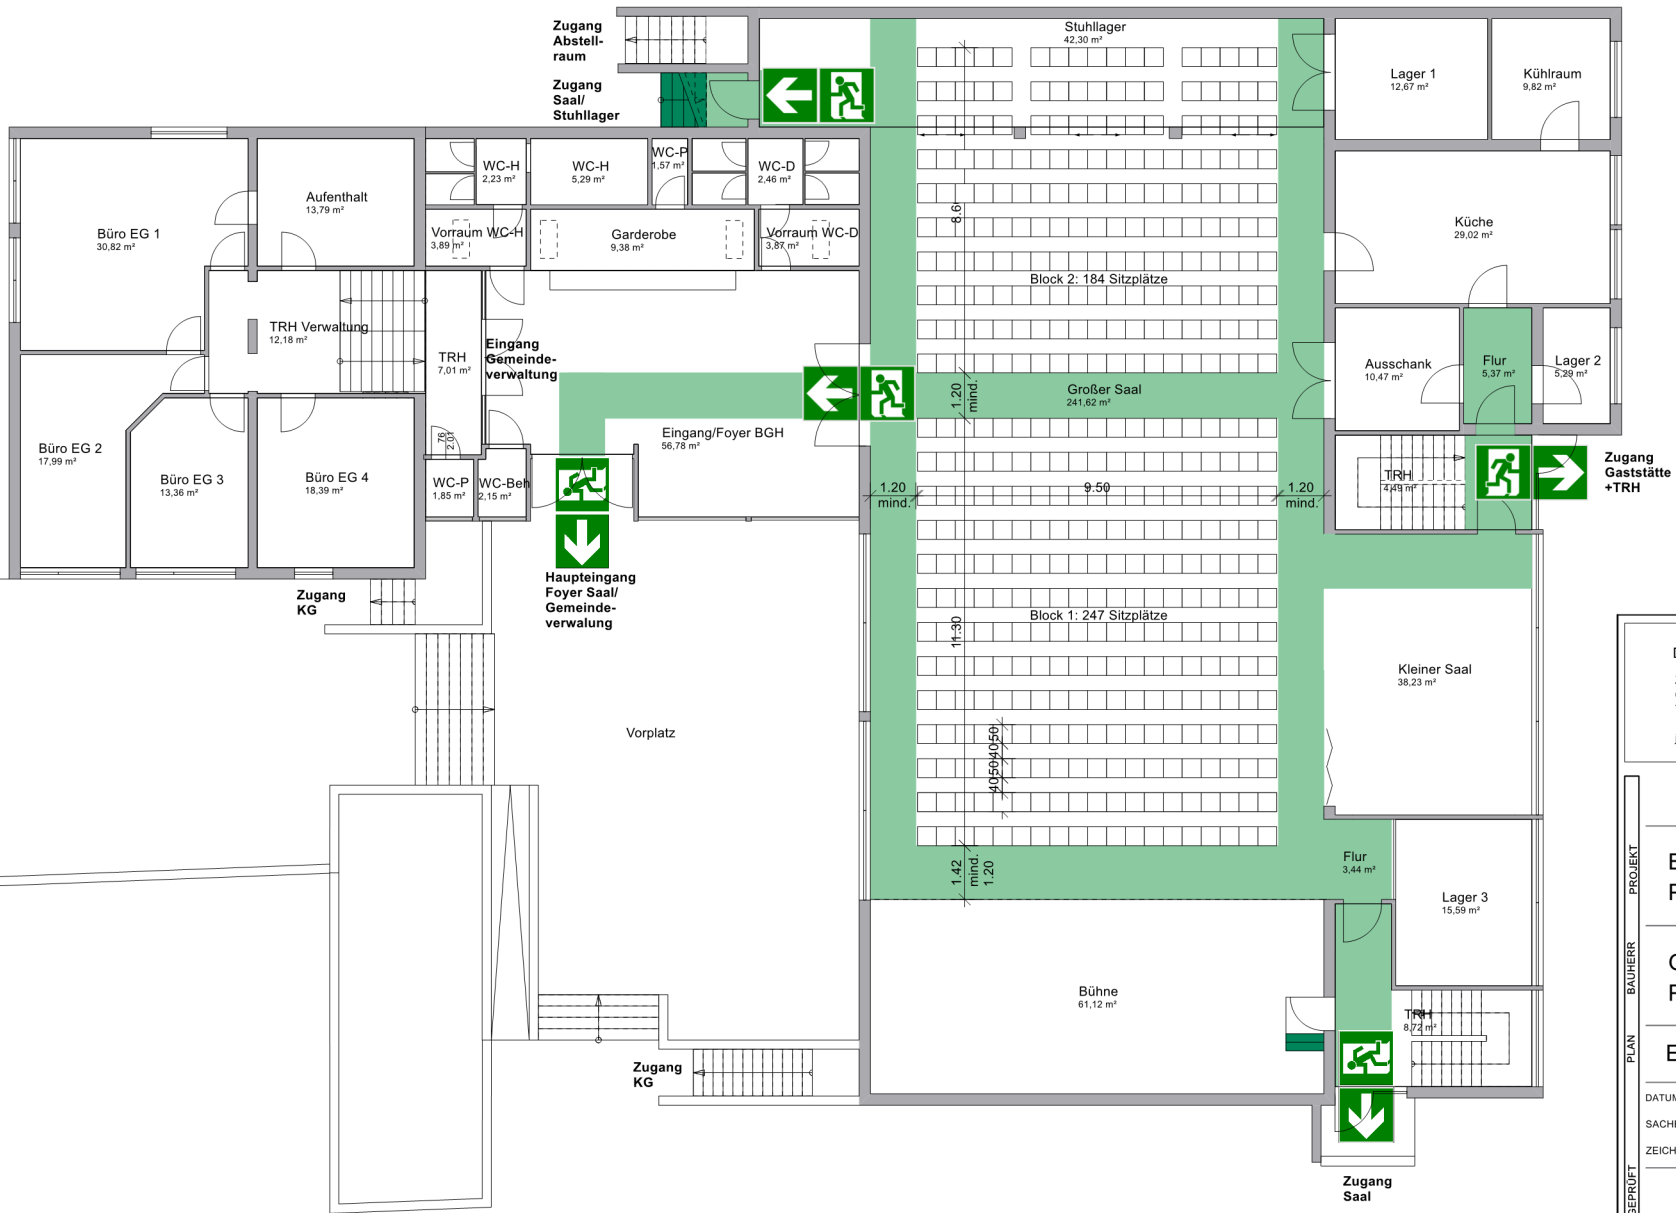 Zugang
Abstell-
raum
Zugang
Saal/
Stuhllager
Stuhllager
42,30 m²
Lager 1
12,67 m²
Kühlraum
9,82 m²
WC-H
2,23 m²
WC-H
5,29 m²
WC-P
1,57 m²
WC-D
2,46 m²
Aufenthalt
13,79 m²
Büro EG 1
30,82 m²
Vorraum WC-H
3,89 m²
Garderobe
9,38 m²
Vorraum WC-D
3,87 m²
Küche
29,02 m²
Block 2: 184 Sitzplätze
TRH Verwaltung
12,18 m²
TRH
7,01 m²
Eingang
Gemeinde-
verwaltung
Ausschank
10,47 m²
Flur
5,37 m²
Lager 2
5,29 m²
Großer Saal
241,62 m²
1.20
mind.
Eingang/Foyer BGH
56,78 m²
76
2.01
Büro EG 2
17,99 m²
Büro EG 3
13,36 m²
Büro EG 4
18,39 m²
WC-P
1,85 m²
WC-Beh
2,15 m²
1.20
mind.
9.50
1.20
mind.
TRH
4,49 m²
Zugang
Gaststätte
+TRH
Haupteingang
Foyer Saal/
Gemeinde-
verwalung
Zugang
KG
Block 1: 247 Sitzplätze
11.30
Kleiner Saal
38,23 m²
Vorplatz
40 50 40 50
1.42
mind.
1.20
Flur
3,44 m²
Lager 3
15,59 m²
Bühne
61,12 m²
TRH
8,72 m²
Zugang
KG
Zugang
Saal
PROJEKT
BAUHERR
PLAN
GEPRÜFT